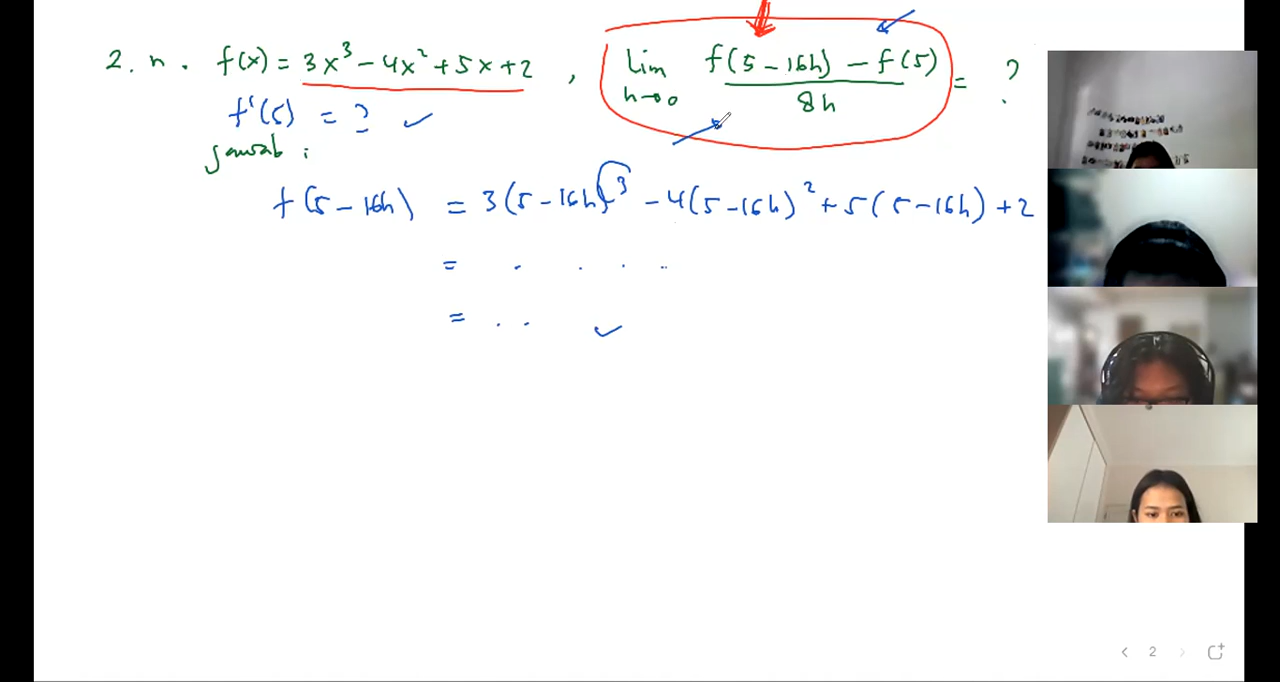 2. n. f(x) = 3x³ - 4x² + 5x + 2 , lim h→0 f(5 - 16h) - f(5) / 8h = ?
f'(5) = ?
Jawab :
f(5 - 16h) = 3(5 - 16h)³ - 4(5 - 16h)² + 5(5 - 16h) + 2
= . . . ..
= . .
< 2 >